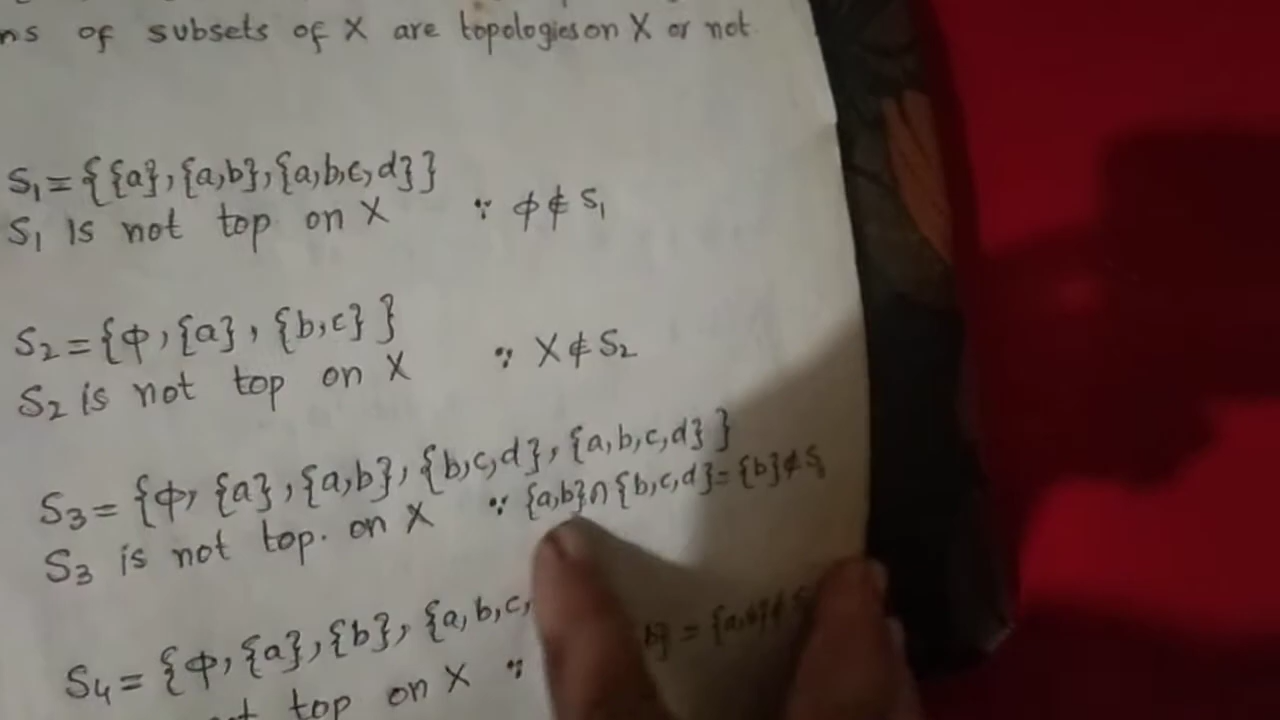 ns of subsets of X are topologies on X or not.
S₁ = {{a}, {a,b}, {a,b,c,d}}
S₁ is not top on X ∵ ϕ ∉ S₁
S₂ = {ϕ, {a}, {b,c}}
S₂ is not top on X ∵ X ∉ S₂
S₃ = {ϕ, {a}, {a,b}, {b,c,d}, {a,b,c,d}}
S₃ is not top. on X ∵ {a,b} ∩ {b,c,d} = {b} ∉ S₃
S₄ = {ϕ, {a}, {b}, {a,b,c,
top on X ∵ b} = {a,b} ∉ S